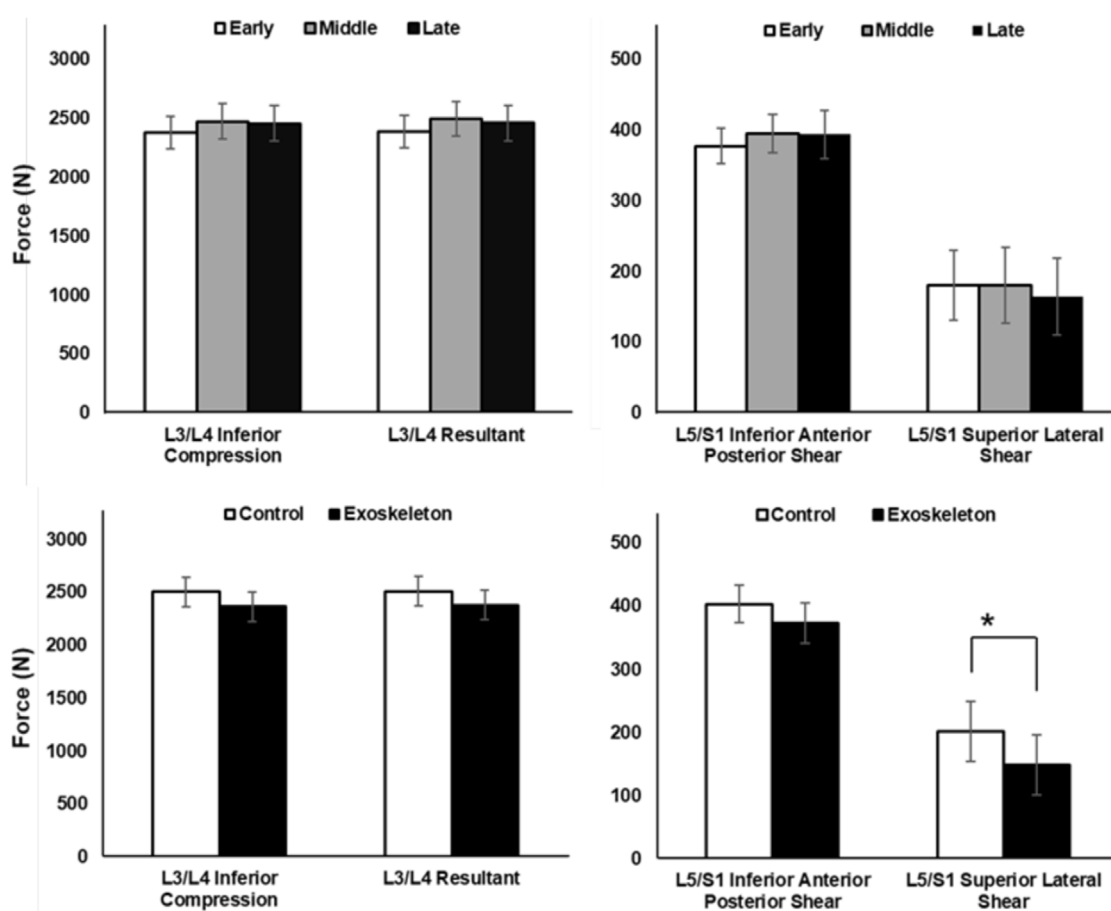 Early Middle Late
3000
2500
2000
1500
1000
500
0
Force (N)
L3/L4 Inferior
Compression
L3/L4 Resultant
Early Middle Late
500
400
300
200
100
0
L5/S1 Inferior Anterior
Posterior Shear
L5/S1 Superior Lateral
Shear
Control Exoskeleton
3000
2500
2000
1500
1000
500
0
Force (N)
L3/L4 Inferior
Compression
L3/L4 Resultant
Control Exoskeleton
500
400
300
200
100
0
*
L5/S1 Inferior Anterior
Posterior Shear
L5/S1 Superior Lateral
Shear